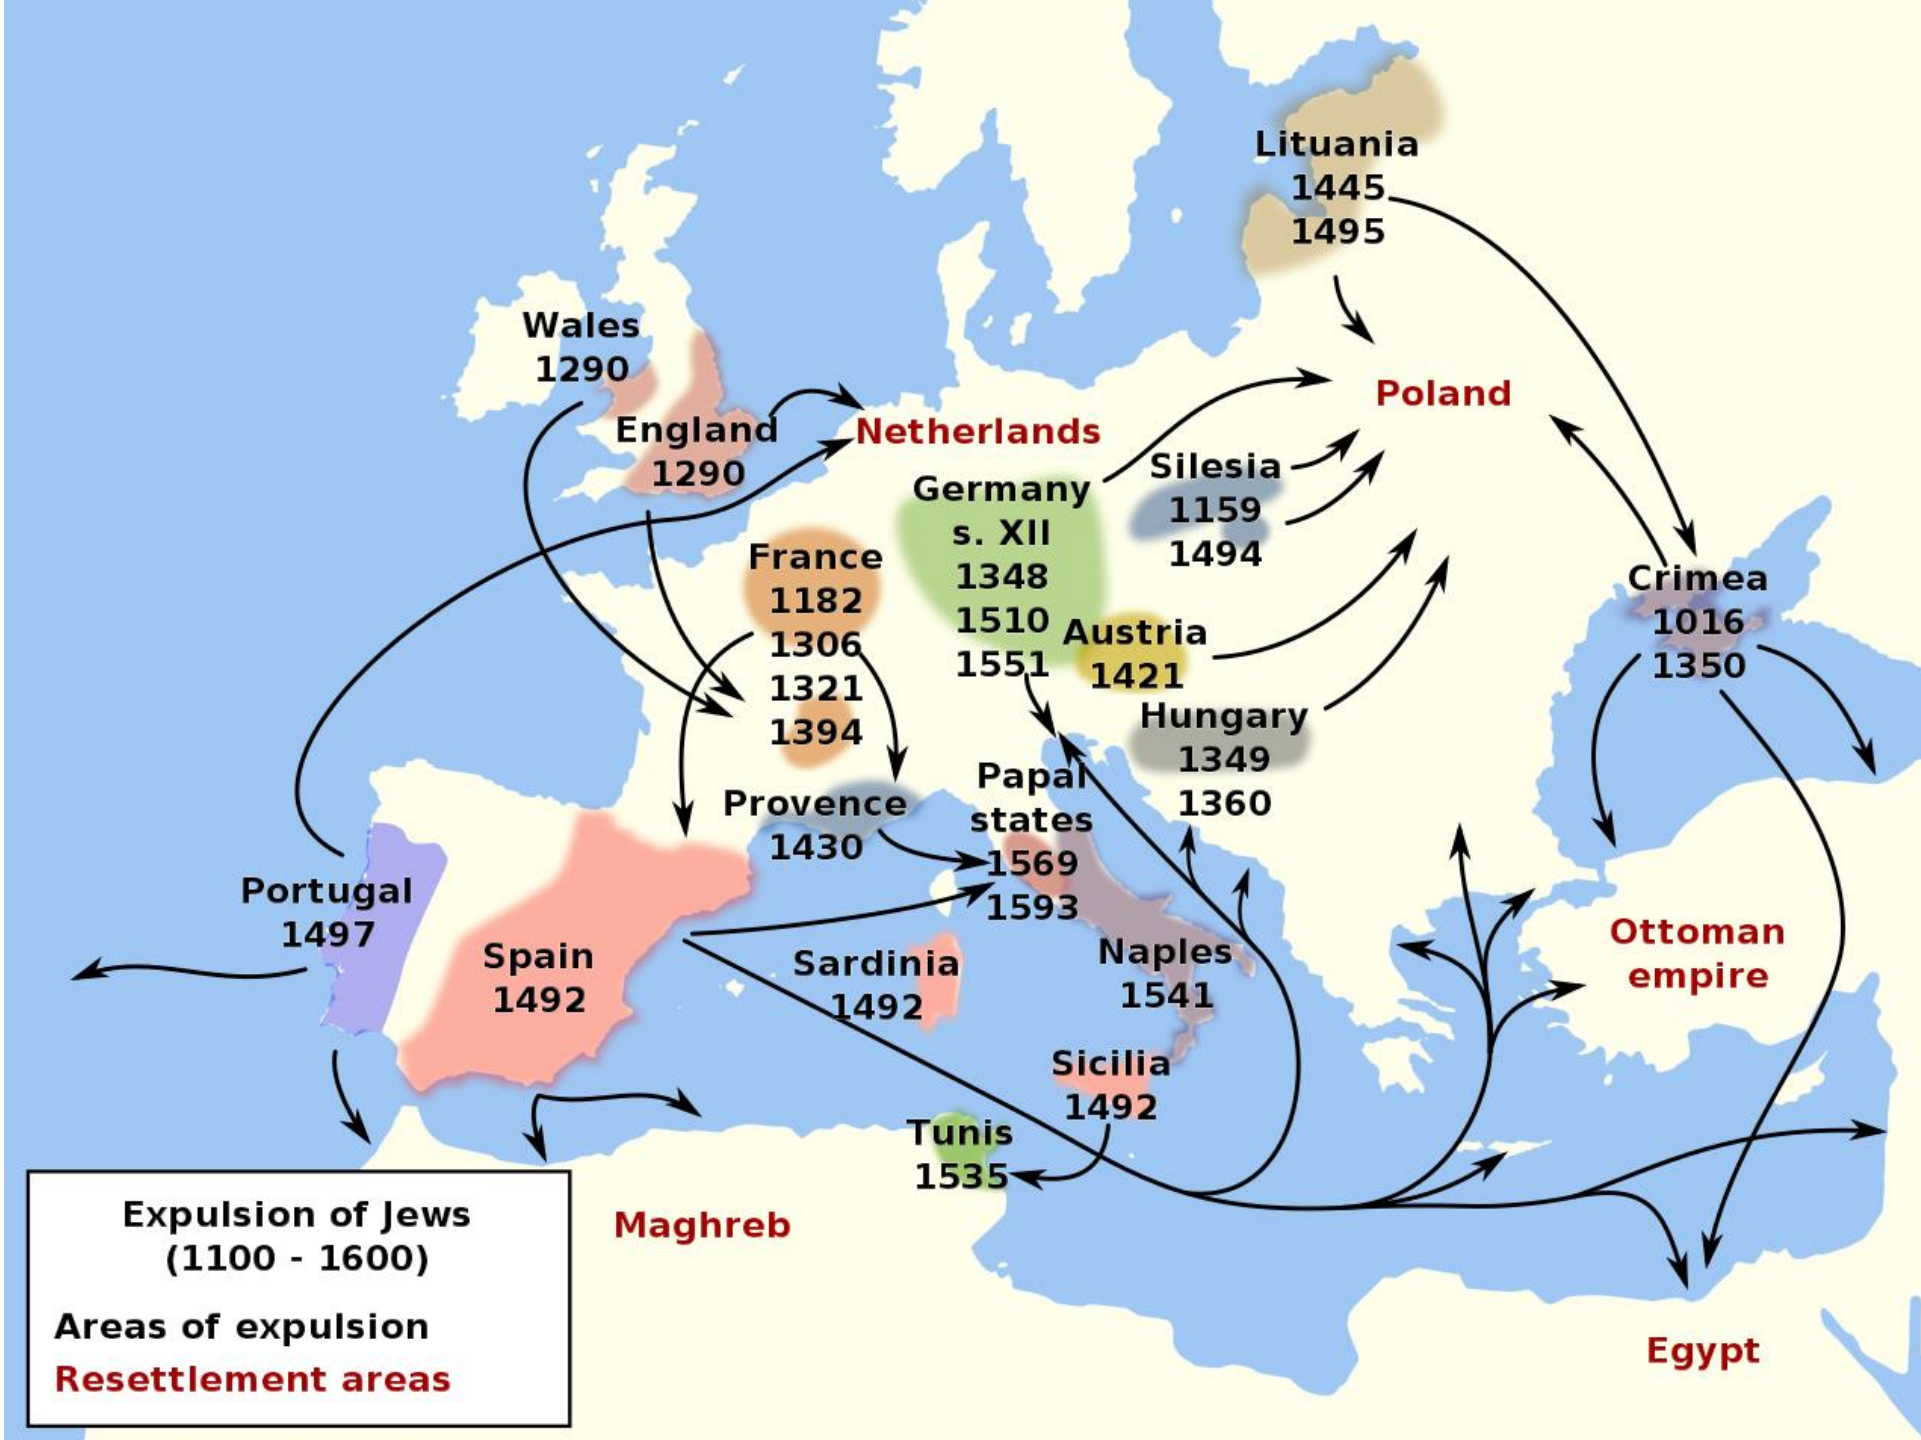 Lituania
1445
1495
Wales
1290
England
1290
Netherlands
Poland
Germany
s. XII
1348
1510
1551
Silesia
1159
1494
France
1182
1306
1321
1394
Austria
1421
Crimea
1016
1350
Hungary
1349
1360
Provence
1430
Papal
states
1569
1593
Portugal
1497
Spain
1492
Sardinia
1492
Naples
1541
Ottoman
empire
Sicilia
1492
Tunis
1535
Maghreb
Egypt
Expulsion of Jews
(1100 - 1600)
Areas of expulsion
Resettlement areas